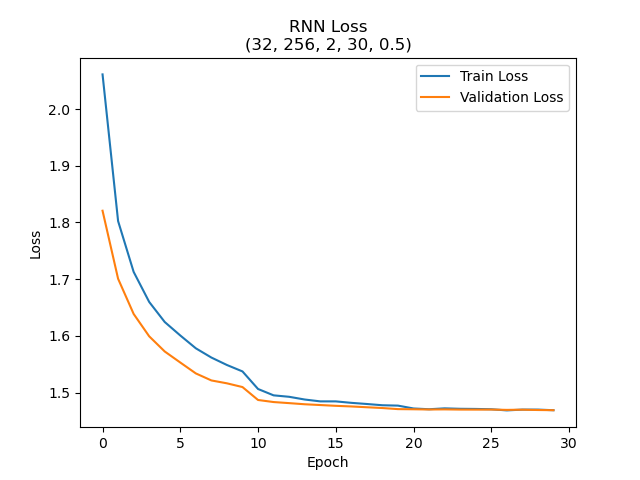 RNN Loss
(32, 256, 2, 30, 0.5)
Train Loss
Validation Loss
2.0
1.9
1.8
1.7
1.6
1.5
Loss
0 5 10 15 20 25 30
Epoch